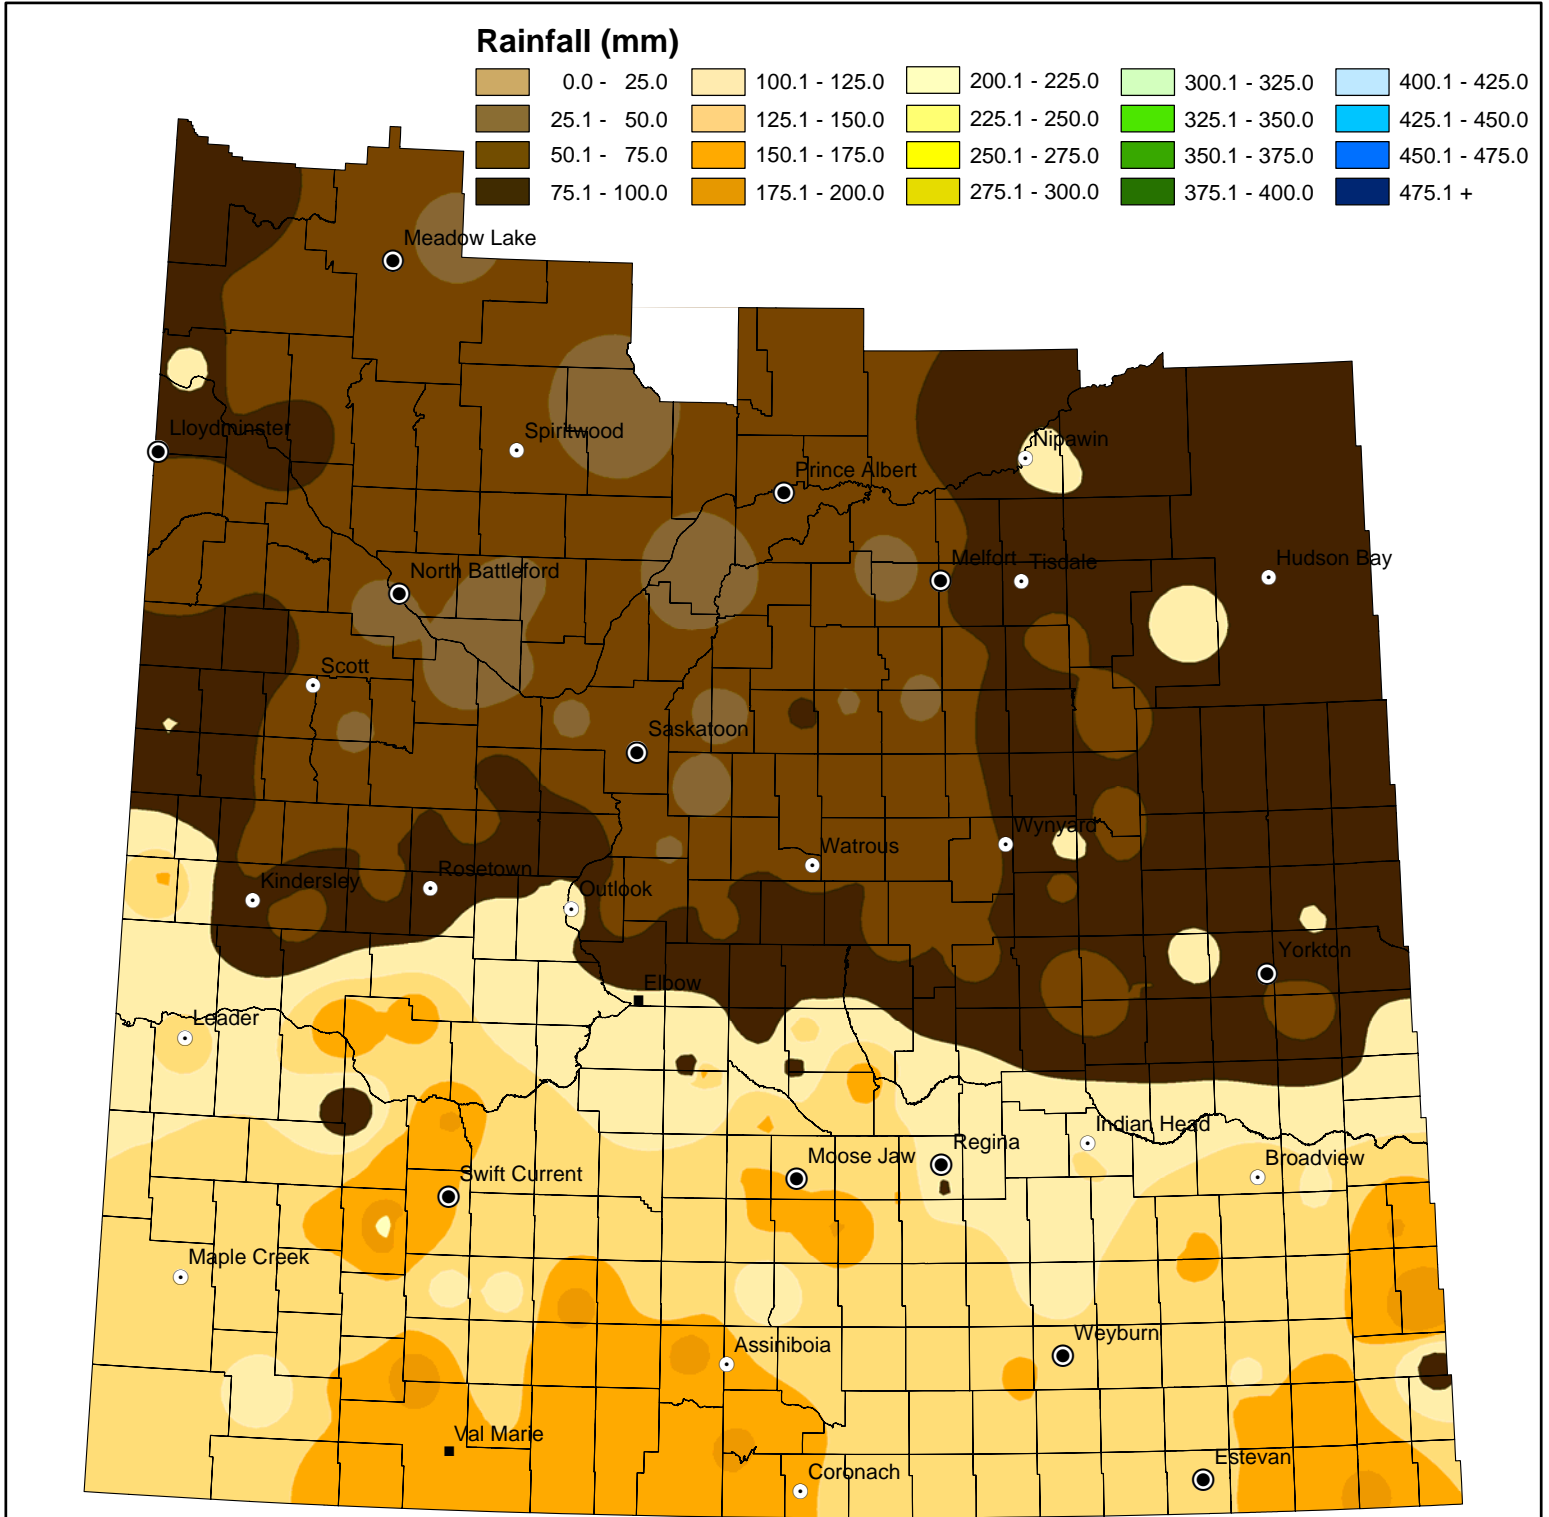 Rainfall (mm)
0.0 - 25.0
25.1 - 50.0
50.1 - 75.0
75.1 - 100.0
100.1 - 125.0
125.1 - 150.0
150.1 - 175.0
175.1 - 200.0
200.1 - 225.0
225.1 - 250.0
250.1 - 275.0
275.1 - 300.0
300.1 - 325.0
325.1 - 350.0
350.1 - 375.0
375.1 - 400.0
400.1 - 425.0
425.1 - 450.0
450.1 - 475.0
475.1 +
Meadow Lake
Lloydminster
Spiritwood
Nipawin
Prince Albert
North Battleford
Melfort
Tisdale
Hudson Bay
Scott
Saskatoon
Wynyard
Watrous
Kindersley
Rosetown
Outlook
Yorkton
Elbow
Leader
Indian Head
Regina
Moose Jaw
Broadview
Swift Current
Maple Creek
Weyburn
Assiniboia
Val Marie
Estevan
Coronach